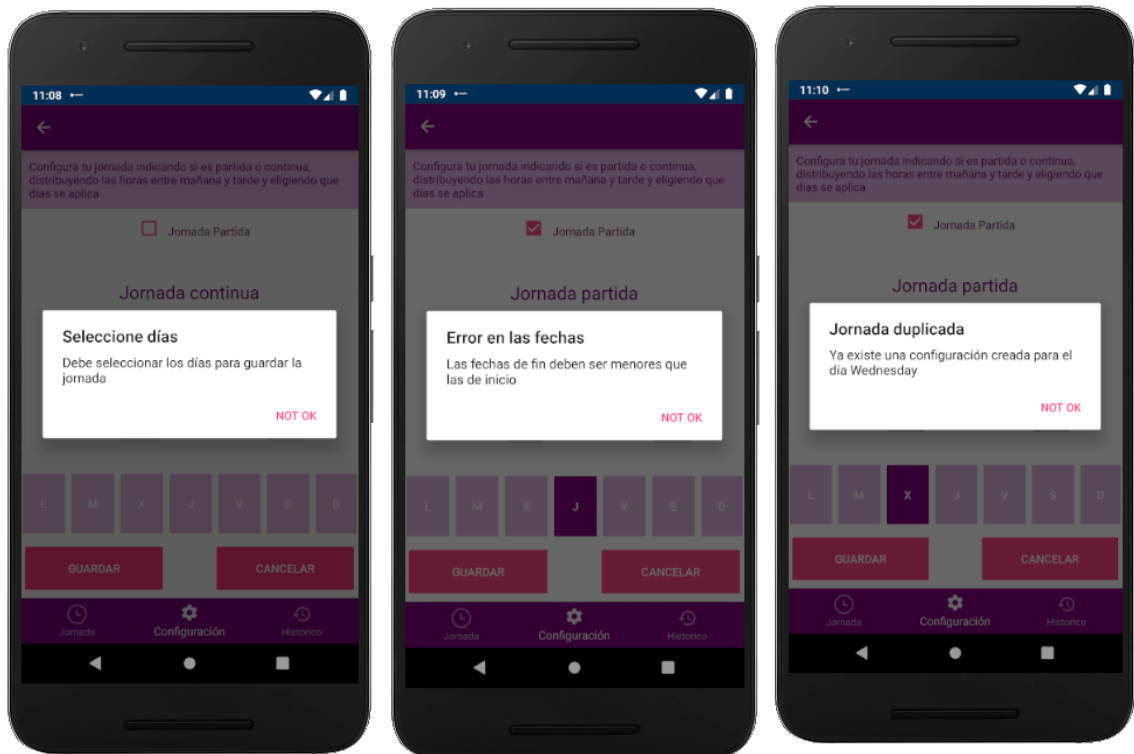 11:08
Configura tu jornada indicando si es partida o continua,
distribuyendo las horas entre mañana y tarde y eligiendo que
días se aplica
Jornada Partida
Jornada continua
Seleccione días
Debe seleccionar los días para guardar la
jornada
NOT OK
L M X J V S D
GUARDAR CANCELAR
Jornada Configuración Historico
11:09
Configura tu jornada indicando si es partida o continua,
distribuyendo las horas entre mañana y tarde y eligiendo que
días se aplica
Jornada Partida
Jornada partida
Error en las fechas
Las fechas de fin deben ser menores que
las de inicio
NOT OK
L M X J V S D
GUARDAR CANCELAR
Jornada Configuración Historico
11:10
Configura tu jornada indicando si es partida o continua,
distribuyendo las horas entre mañana y tarde y eligiendo que
días se aplica
Jornada Partida
Jornada partida
Jornada duplicada
Ya existe una configuración creada para el
día Wednesday
NOT OK
L M X J V S D
GUARDAR CANCELAR
Jornada Configuración Historico